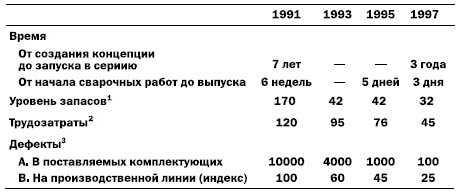 1991 1993 1995 1997
Время
От создания концепции
до запуска в сериию 7 лет — — 3 года
От начала сварочных работ до выпуска 6 недель — 5 дней 3 дня
Уровень запасов¹ 170 42 42 32
Трудозатраты² 120 95 76 45
Дефекты³
А. В поставляемых комплектующих 10000 4000 1000 100
В. На производственной линии (индекс) 100 60 45 25